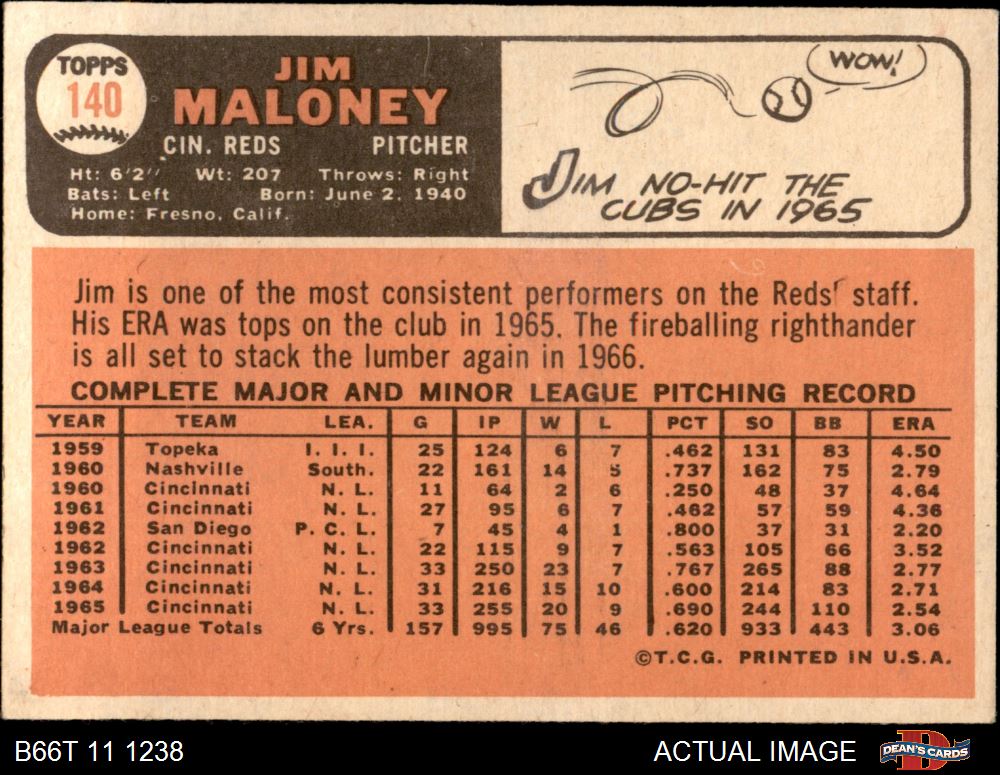 TOPPS
140
JIM
MALONEY
CIN. REDS PITCHER
Ht: 6'2" Wt: 207 Throws: Right
Bats: Left Born: June 2, 1940
Home: Fresno, Calif.
WOW!
JIM NO-HIT THE
CUBS IN 1965
Jim is one of the most consistent performers on the Reds' staff.
His ERA was tops on the club in 1965. The fireballing righthander
is all set to stack the lumber again in 1966.
COMPLETE MAJOR AND MINOR LEAGUE PITCHING RECORD
YEAR TEAM LEA. G IP W L PCT SO BB ERA
1959 Topeka I. I. I. 25 124 6 7 .462 131 83 4.50
1960 Nashville South. 22 161 14 5 .737 162 75 2.79
1960 Cincinnati N. L. 11 64 2 6 .250 48 37 4.64
1961 Cincinnati N. L. 27 95 6 7 .462 57 59 4.36
1962 San Diego P. C. L. 7 45 4 1 .800 37 31 2.20
1962 Cincinnati N. L. 22 115 9 7 .563 105 66 3.52
1963 Cincinnati N. L. 33 250 23 7 .767 265 88 2.77
1964 Cincinnati N. L. 31 216 15 10 .600 214 83 2.71
1965 Cincinnati N. L. 33 255 20 9 .690 244 110 2.54
Major League Totals 6 Yrs. 157 995 75 46 .620 933 443 3.06
©T.C.G. PRINTED IN U.S.A.
B66T 11 1238 ACTUAL IMAGE DEAN'S CARDS